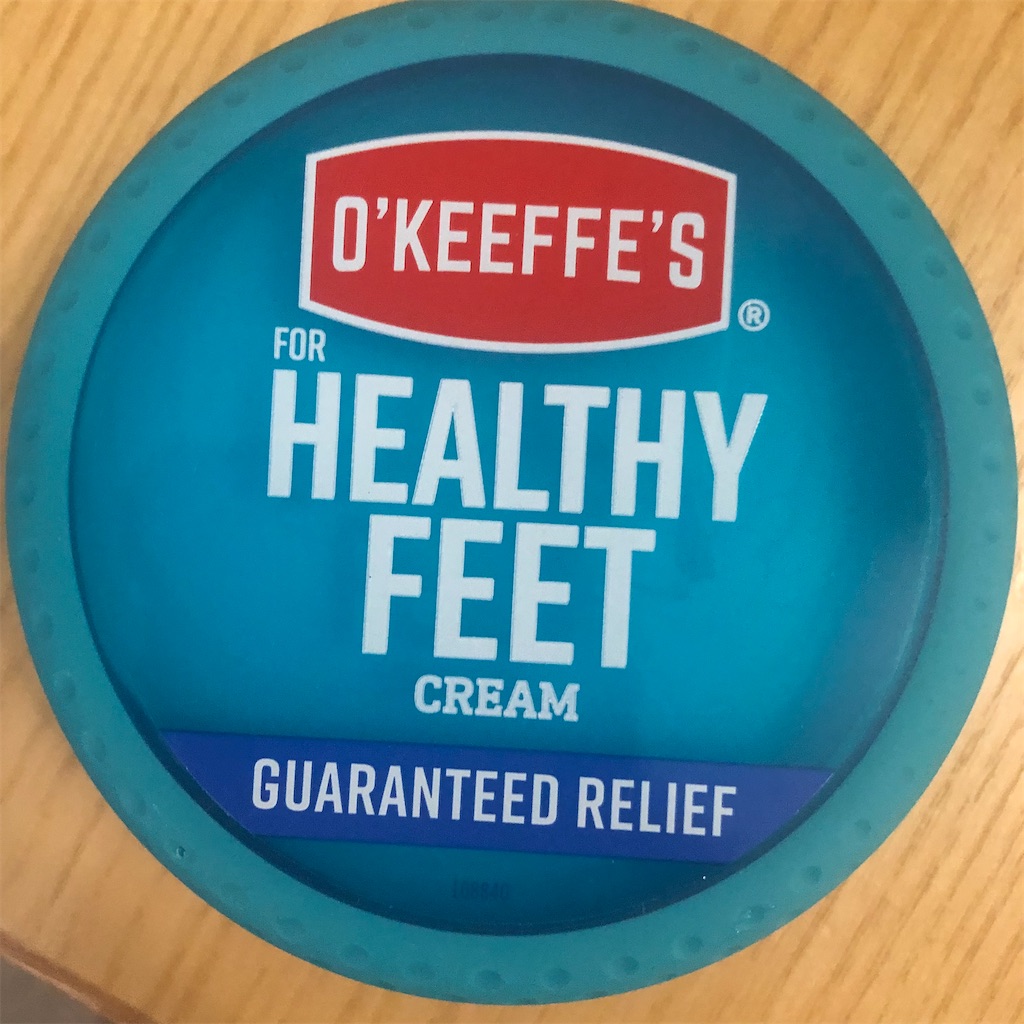 O'KEEFFE'S
®
FOR
HEALTHY
FEET
CREAM
GUARANTEED RELIEF